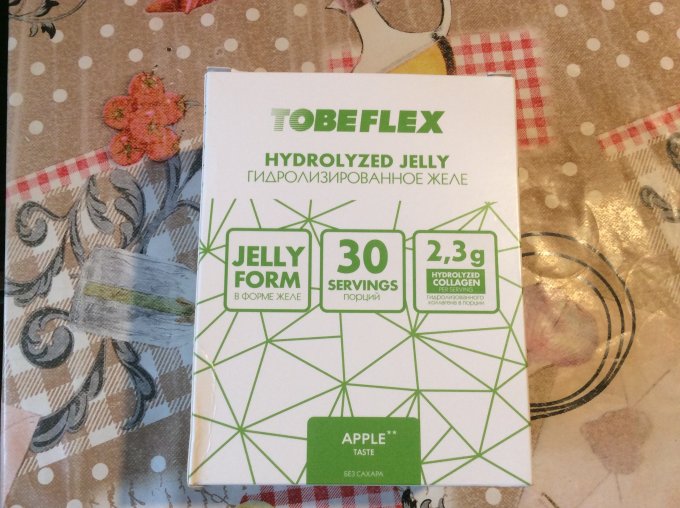 TOBEFLEX
HYDROLYZED JELLY
ГИДРОЛИЗИРОВАННОЕ ЖЕЛЕ
JELLY
FORM
В ФОРМЕ ЖЕЛЕ
30
SERVINGS
ПОРЦИЙ
2,3g
HYDROLYZED
COLLAGEN
PER SERVING
гидролизованного
коллагена в порции
APPLE**
TASTE
БЕЗ САХАРА